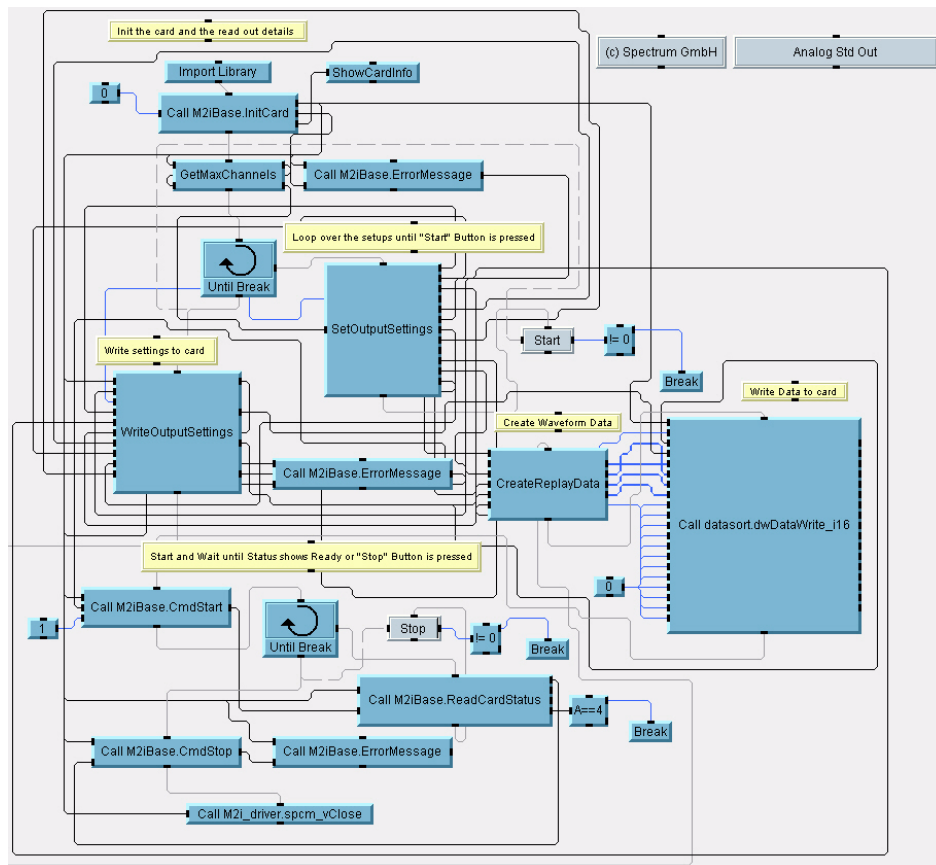 Init the card and the read out details
(c) Spectrum GmbH
Analog Std Out
Import Library
ShowCardInfo
0
Call M2iBase.InitCard
GetMaxChannels
Call M2iBase.ErrorMessage
Loop over the setups until "Start" Button is pressed
Until Break
SetOutputSettings
Start
!= 0
Write settings to card
Break
Write Data to card
WriteOutputSettings
Create Waveform Data
Call M2iBase.ErrorMessage
CreateReplayData
Call datasort.dwDataWrite_i16
Start and Wait until Status shows Ready or "Stop" Button is pressed
0
Call M2iBase.CmdStart
1
Until Break
Stop
!= 0
Break
Call M2iBase.ReadCardStatus
A==4
Break
Call M2iBase.CmdStop
Call M2iBase.ErrorMessage
Call M2i_driver.spcm_vClose